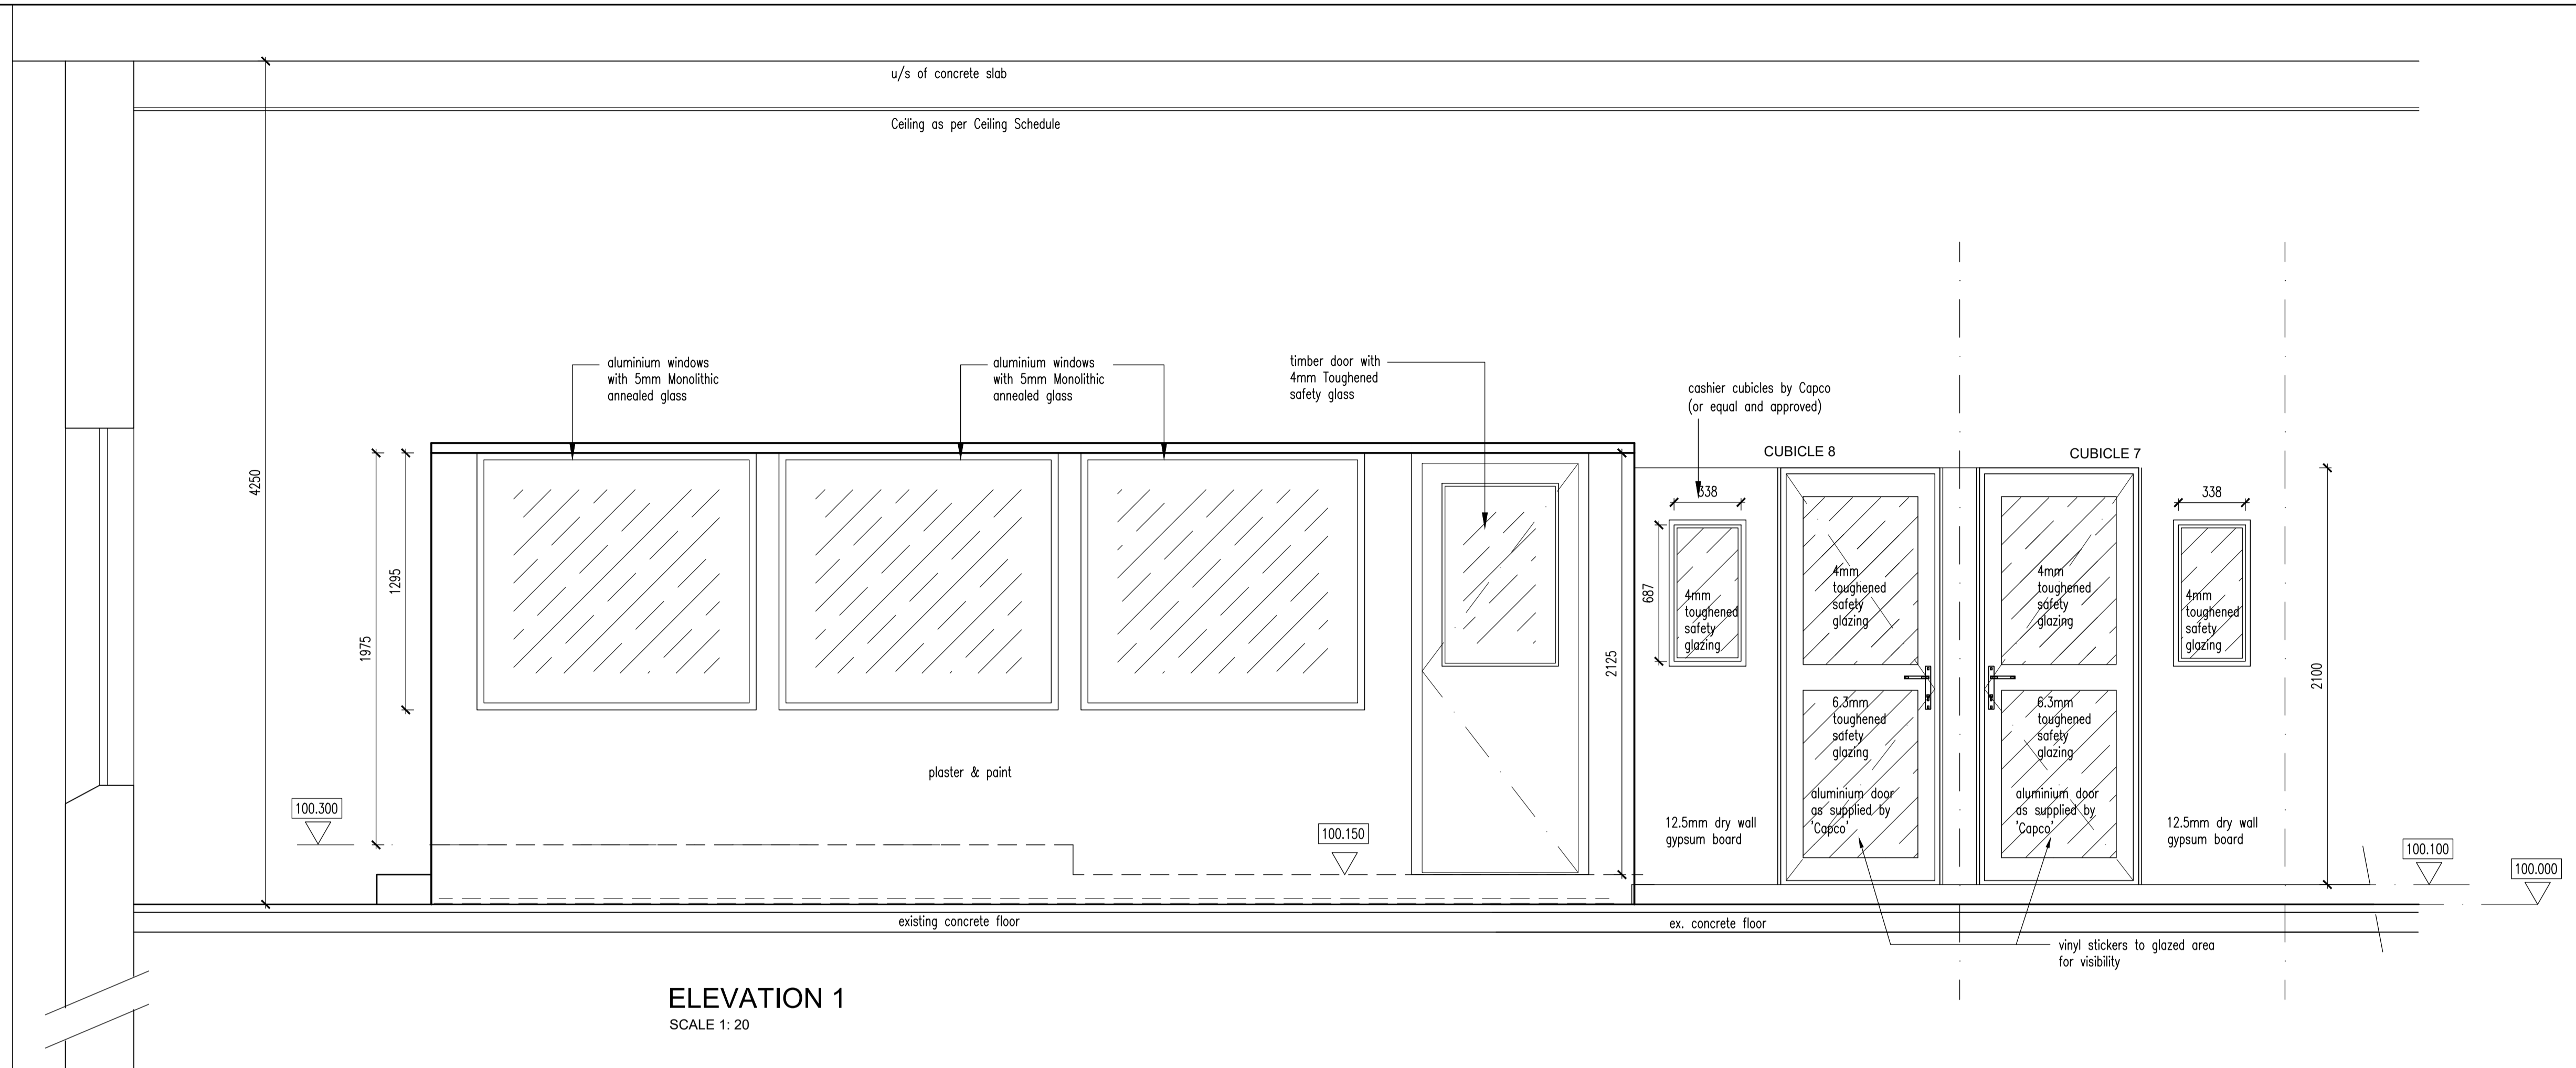 u/s of concrete slab
Ceiling as per Ceiling Schedule
4250
aluminium windows
with 5mm Monolithic
annealed glass
aluminium windows
with 5mm Monolithic
annealed glass
timber door with
4mm Toughened
safety glass
cashier cubicles by Capco
(or equal and approved)
CUBICLE 8
CUBICLE 7
338
338
1295
1975
687
2125
2100
4mm
toughened
safety
glazing
4mm
toughened
safety
glazing
4mm
toughened
safety
glazing
4mm
toughened
safety
glazing
6.3mm
toughened
safety
glazing
6.3mm
toughened
safety
glazing
plaster & paint
aluminium door
as supplied by
'Capco'
aluminium door
as supplied by
'Capco'
12.5mm dry wall
gypsum board
12.5mm dry wall
gypsum board
100.300
100.150
100.100
100.000
existing concrete floor
ex. concrete floor
vinyl stickers to glazed area
for visibility
ELEVATION 1
SCALE 1: 20